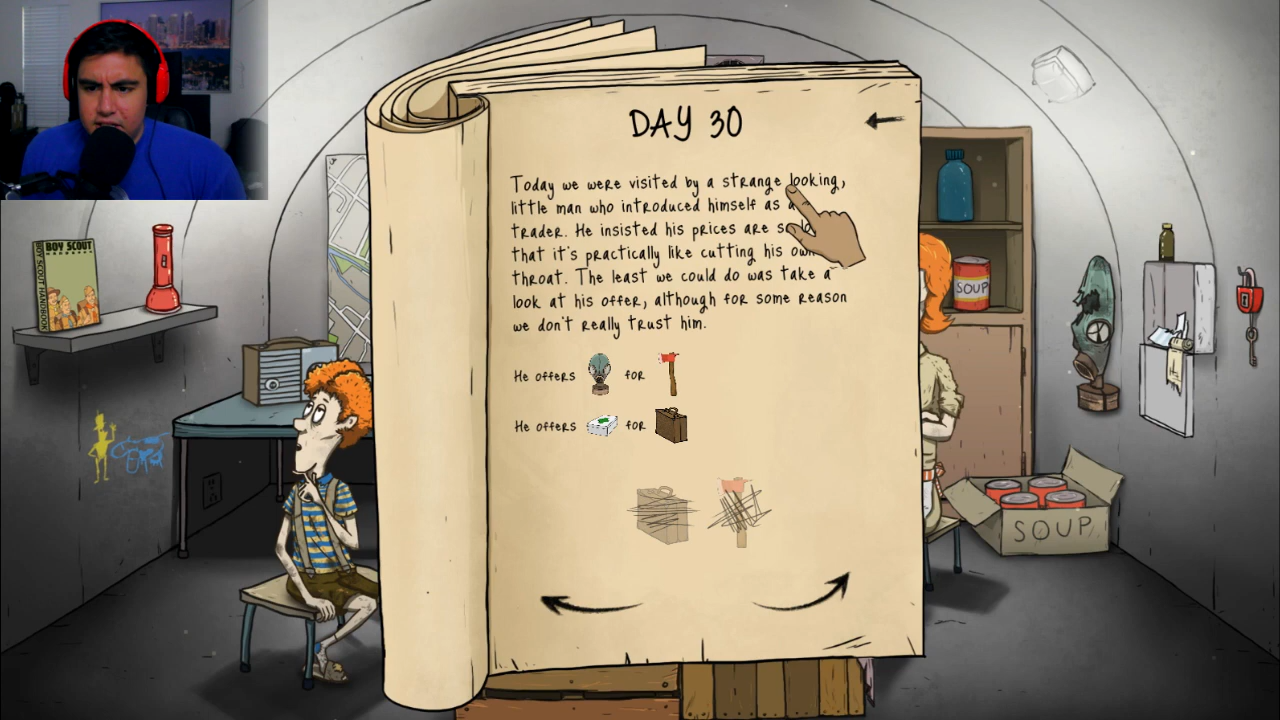 DAY 30
Today we were visited by a strange looking,
little man who introduced himself as a
trader. He insisted his prices are so
that it's practically like cutting his own
throat. The least we could do was take a
look at his offer, although for some reason
we don't really trust him.
He offers for
He offers for
BOY SCOUT
BOY SCOUT HANDBOOK
SOUP
SOUP